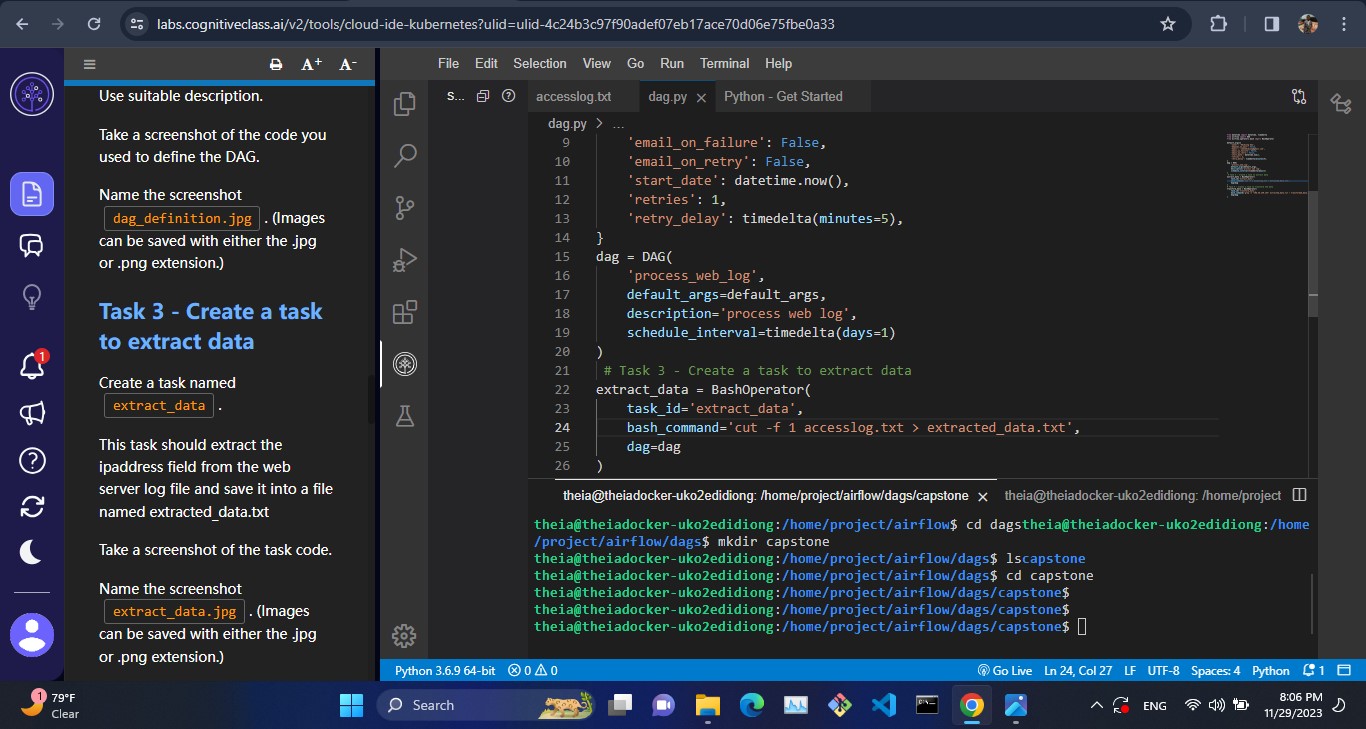 labs.cognitiveclass.ai/v2/tools/cloud-ide-kubernetes?ulid=ulid-4c24b3c97f90adef07eb17ace70d06e75fbe0a33
A+ A-
Use suitable description.
Take a screenshot of the code you
used to define the DAG.
Name the screenshot
dag_definition.jpg . (Images
can be saved with either the .jpg
or .png extension.)
Task 3 - Create a task
to extract data
Create a task named
extract_data .
This task should extract the
ipaddress field from the web
server log file and save it into a file
named extracted_data.txt
Take a screenshot of the task code.
Name the screenshot
extract_data.jpg . (Images
can be saved with either the .jpg
or .png extension.)
1
File Edit Selection View Go Run Terminal Help
S... accesslog.txt dag.py Python - Get Started
dag.py > ...
9 'email_on_failure': False,
10 'email_on_retry': False,
11 'start_date': datetime.now(),
12 'retries': 1,
13 'retry_delay': timedelta(minutes=5),
14 }
15 dag = DAG(
16 'process_web_log',
17 default_args=default_args,
18 description='process web log',
19 schedule_interval=timedelta(days=1)
20 )
21 # Task 3 - Create a task to extract data
22 extract_data = BashOperator(
23 task_id='extract_data',
24 bash_command='cut -f 1 accesslog.txt > extracted_data.txt',
25 dag=dag
26 )
theia@theiadocker-uko2edidiong: /home/project/airflow/dags/capstone theia@theiadocker-uko2edidiong: /home/project
theia@theiadocker-uko2edidiong:/home/project/airflow$ cd dagstheia@theiadocker-uko2edidiong:/home
/project/airflow/dags$ mkdir capstone
theia@theiadocker-uko2edidiong:/home/project/airflow/dags$ lscapstone
theia@theiadocker-uko2edidiong:/home/project/airflow/dags$ cd capstone
theia@theiadocker-uko2edidiong:/home/project/airflow/dags/capstone$
theia@theiadocker-uko2edidiong:/home/project/airflow/dags/capstone$
theia@theiadocker-uko2edidiong:/home/project/airflow/dags/capstone$
Python 3.6.9 64-bit 0 0 Go Live Ln 24, Col 27 LF UTF-8 Spaces: 4 Python 1
1 79°F
Clear
Search
ENG
8:06 PM
11/29/2023